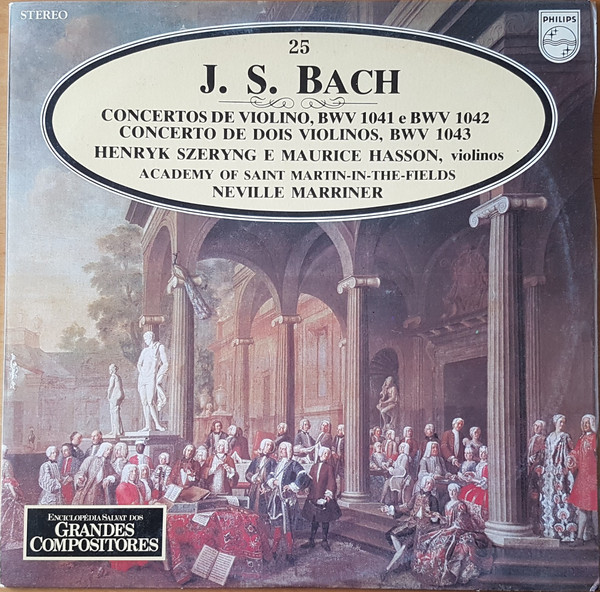 STEREO
PHILIPS
25
J. S. BACH
CONCERTOS DE VIOLINO, BWV 1041 e BWV 1042
CONCERTO DE DOIS VIOLINOS, BWV 1043
HENRYK SZERYNG E MAURICE HASSON, violinos
ACADEMY OF SAINT MARTIN-IN-THE-FIELDS
NEVILLE MARRINER
ENCICLOPÉDIA SALVAT DOS
GRANDES
COMPOSITORES